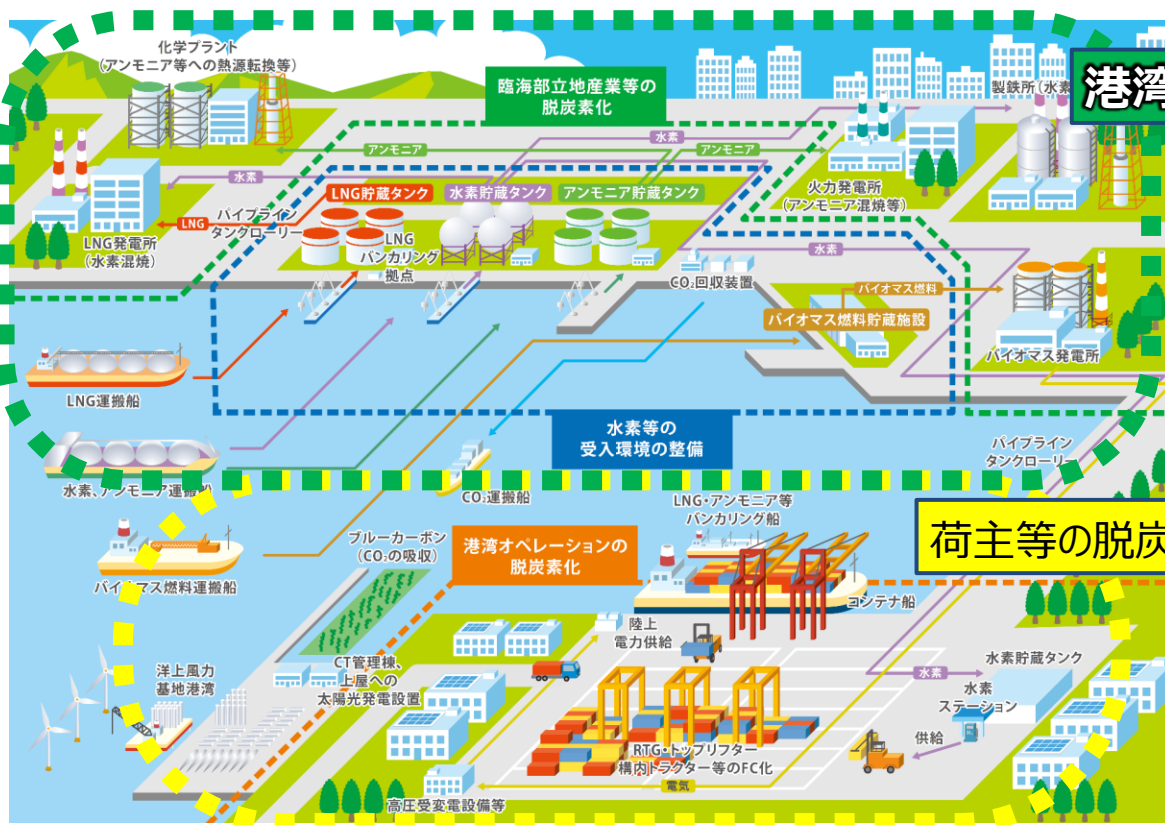 化学プラント
(アンモニア等への熱源転換等)
臨海部立地産業等の
脱炭素化
製鉄所(水素
港湾
水素
アンモニア
アンモニア
水素
LNG貯蔵タンク
水素貯蔵タンク
アンモニア貯蔵タンク
火力発電所
(アンモニア混焼等)
LNG
パイプライン
タンクローリー
LNG発電所
(水素混焼)
LNG
バンカリング
拠点
CO₂回収装置
水素
バイオマス燃料
バイオマス燃料貯蔵施設
バイオマス発電所
LNG運搬船
水素等の
受入環境の整備
パイプライン
タンクローリー
水素、アンモニア運搬船
CO₂運搬船
LNG・アンモニア等
バンカリング船
荷主等の脱炭
ブルーカーボン
(CO₂の吸収)
港湾オペレーションの
脱炭素化
バイオマス燃料運搬船
コンテナ船
陸上
電力供給
洋上風力
基地港湾
CT管理棟、
上屋への
太陽光発電設置
水素
水素貯蔵タンク
水素
ステーション
供給
RTG・トップリフター
構内トラクター等のFC化
電気
高圧受変電設備等